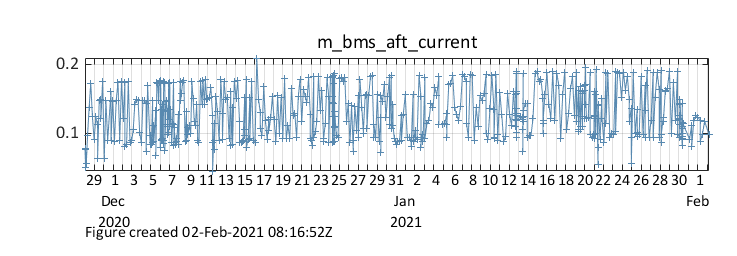 m_bms_aft_current
0.2
0.1
29 1 3 5 7 9 11 13 15 17 19 21 23 25 27 29 31 2 4 6 8 10 12 14 16 18 20 22 24 26 28 30 1
Dec Jan Feb
2020 2021
Figure created 02-Feb-2021 08:16:52Z